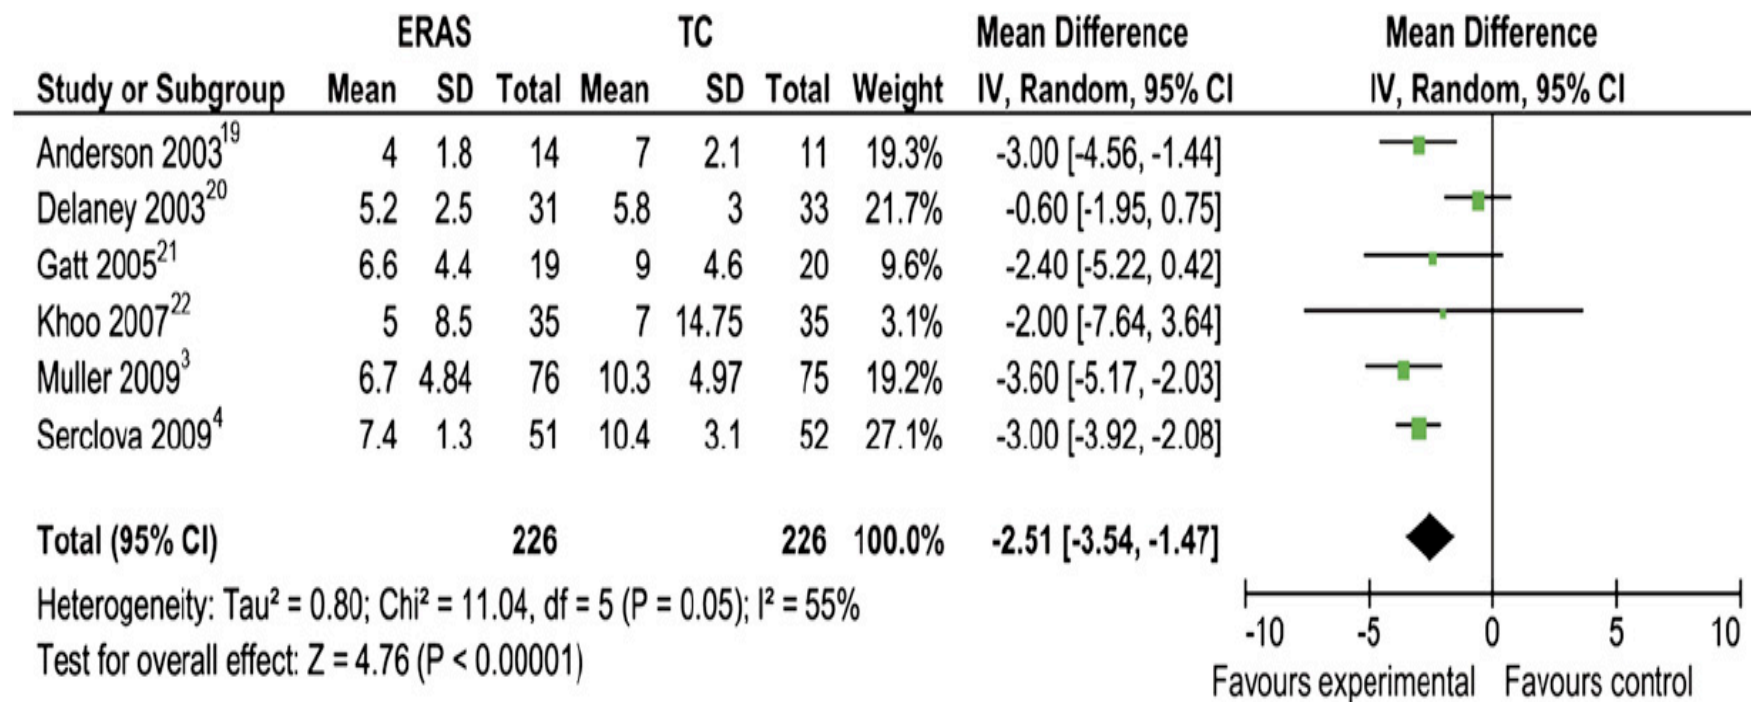 ERAS TC Mean Difference Mean Difference
Study or Subgroup Mean SD Total Mean SD Total Weight IV, Random, 95% CI IV, Random, 95% CI
Anderson 2003¹⁹ 4 1.8 14 7 2.1 11 19.3% -3.00 [-4.56, -1.44]
Delaney 2003²⁰ 5.2 2.5 31 5.8 3 33 21.7% -0.60 [-1.95, 0.75]
Gatt 2005²¹ 6.6 4.4 19 9 4.6 20 9.6% -2.40 [-5.22, 0.42]
Khoo 2007²² 5 8.5 35 7 14.75 35 3.1% -2.00 [-7.64, 3.64]
Muller 2009³ 6.7 4.84 76 10.3 4.97 75 19.2% -3.60 [-5.17, -2.03]
Serclova 2009⁴ 7.4 1.3 51 10.4 3.1 52 27.1% -3.00 [-3.92, -2.08]
Total (95% CI) 226 226 100.0% -2.51 [-3.54, -1.47]
Heterogeneity: Tau² = 0.80; Chi² = 11.04, df = 5 (P = 0.05); I² = 55%
Test for overall effect: Z = 4.76 (P < 0.00001)
-10 -5 0 5 10
Favours experimental Favours control